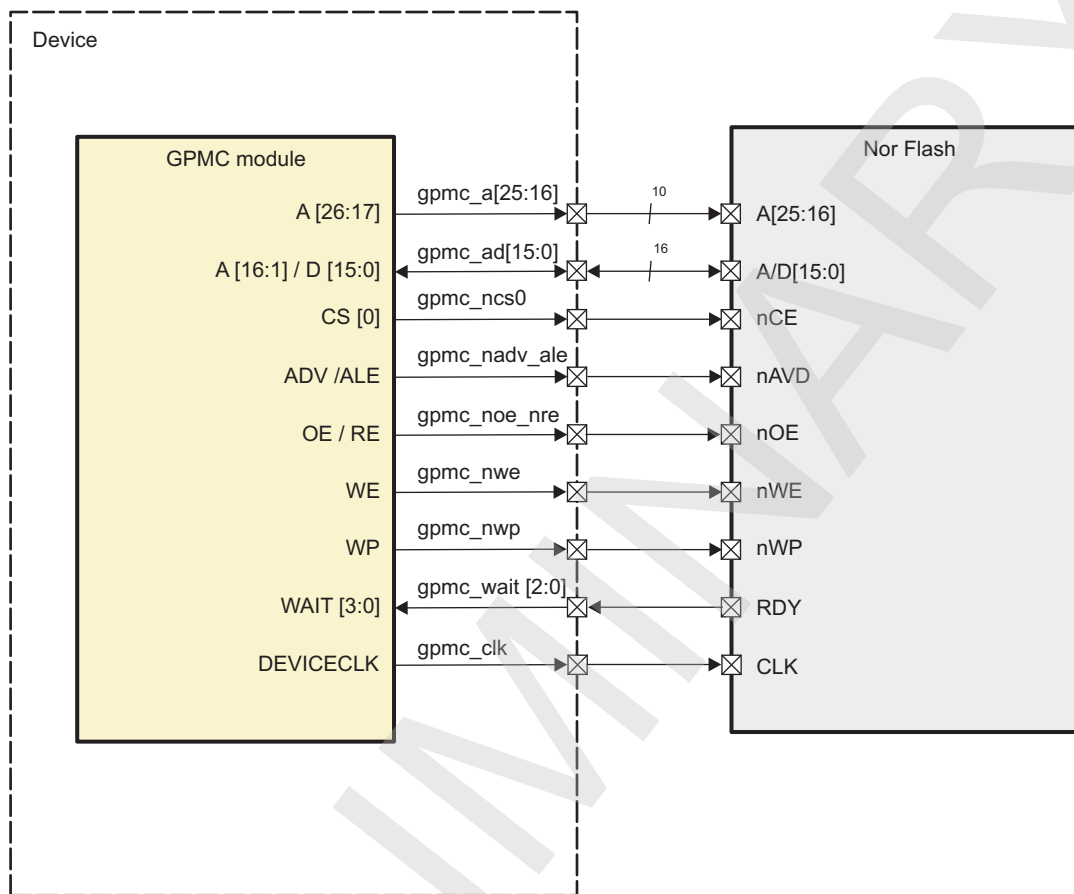 Device
GPMC module
Nor Flash
A [26:17] gpmc_a[25:16] 10 A[25:16]
A [16:1] / D [15:0] gpmc_ad[15:0] 16 A/D[15:0]
CS [0] gpmc_ncs0 nCE
ADV /ALE gpmc_nadv_ale nAVD
OE / RE gpmc_noe_nre nOE
WE gpmc_nwe nWE
WP gpmc_nwp nWP
WAIT [3:0] gpmc_wait [2:0] RDY
DEVICECLK gpmc_clk CLK
IMINARY